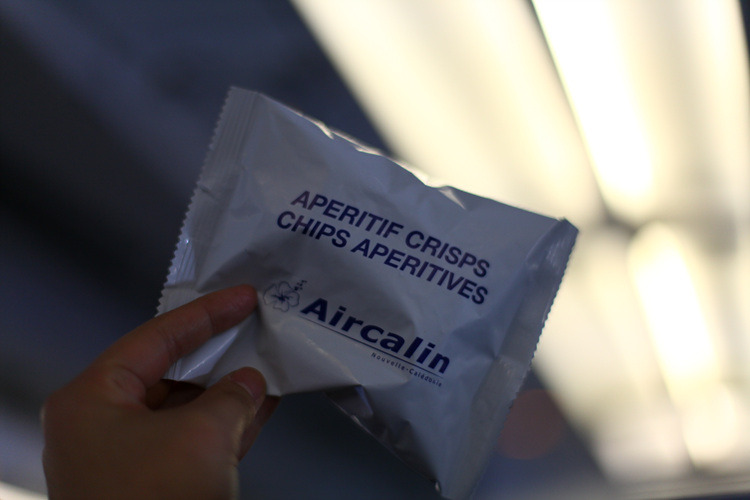 APERITIF CRISPS
CHIPS APERITIVES
Aircalin
Nouvelle-Calédonie